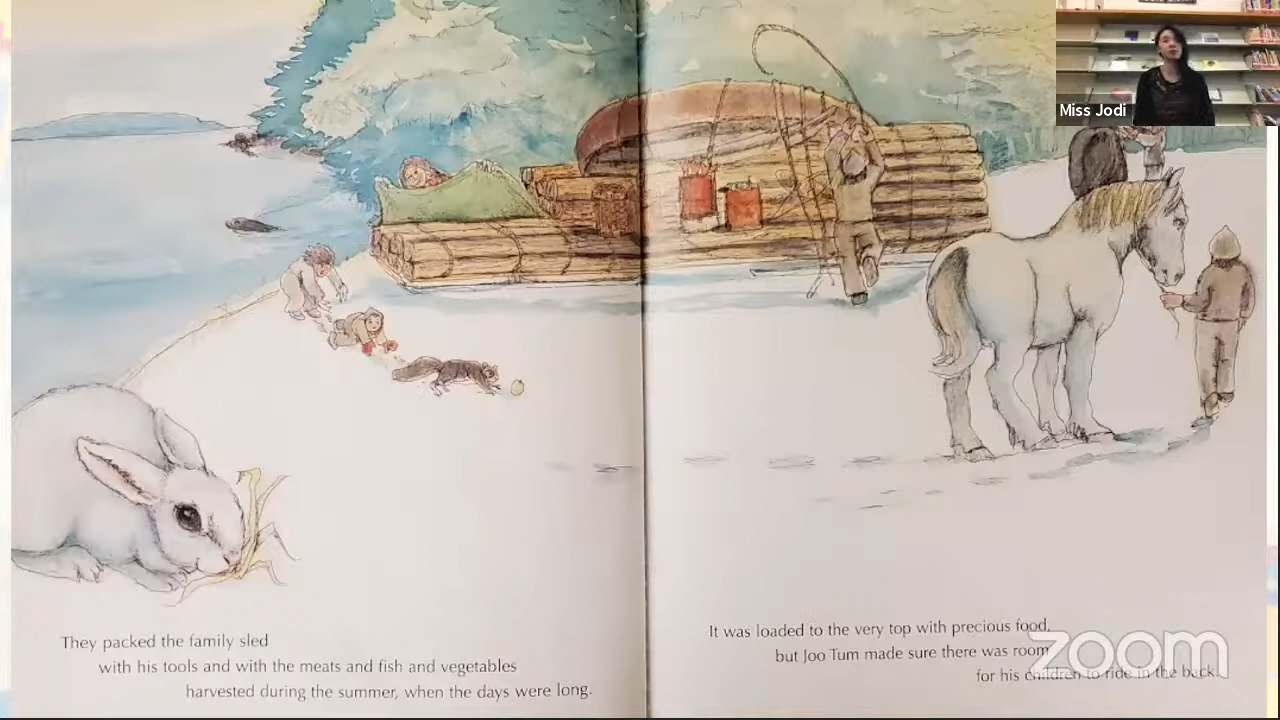 Miss Jodi
They packed the family sled
with his tools and with the meats and fish and vegetables
harvested during the summer, when the days were long.
It was loaded to the very top with precious food,
but Joo Tum made sure there was room
for his children to ride in the back.
zoom